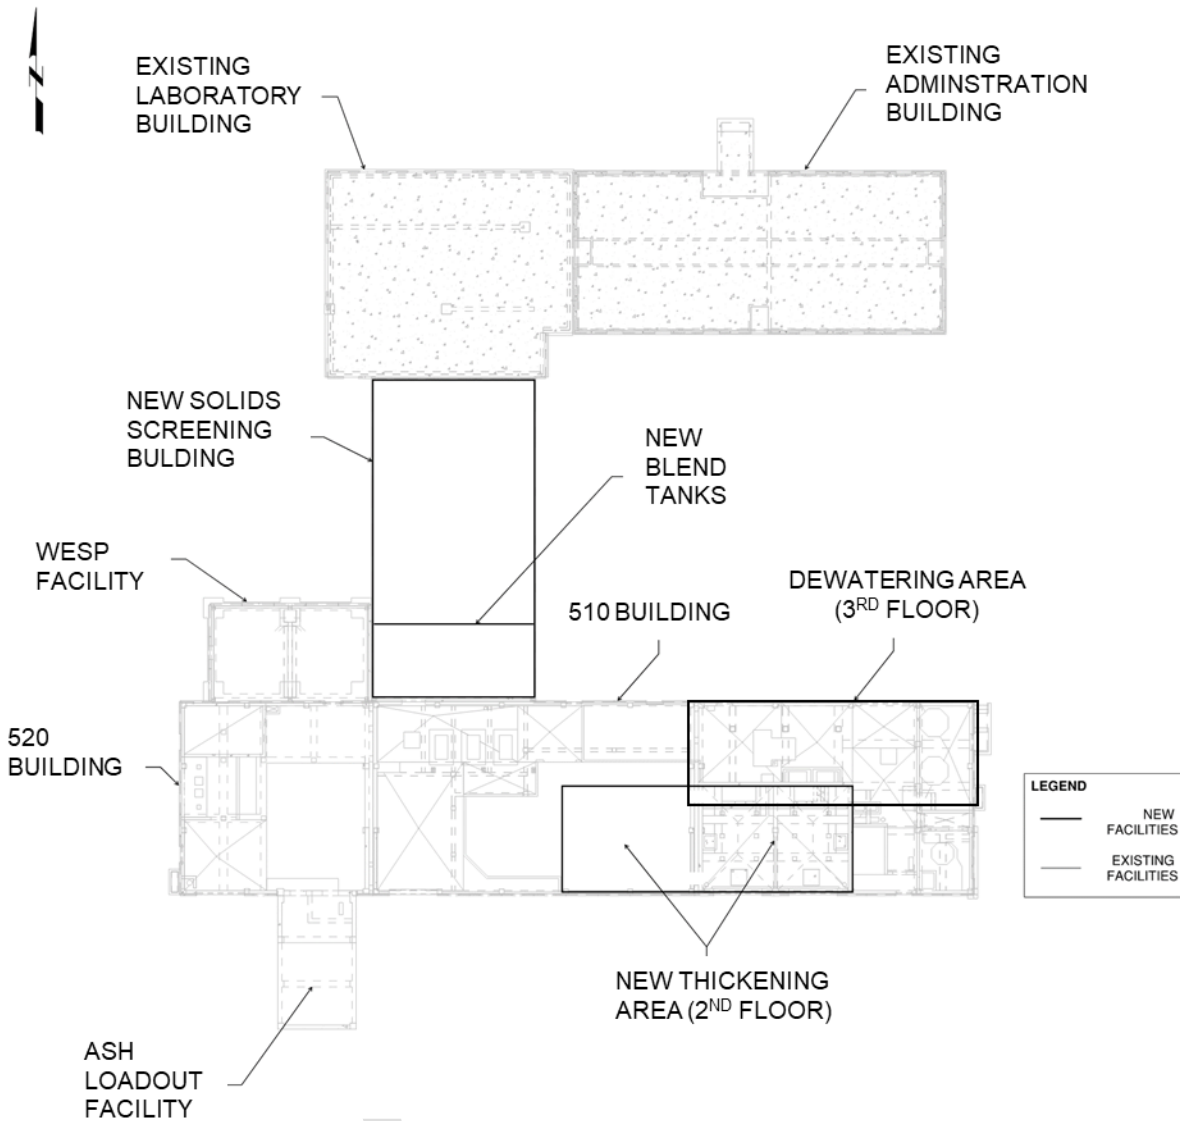 N
EXISTING
LABORATORY
BUILDING
EXISTING
ADMINSTRATION
BUILDING
NEW SOLIDS
SCREENING
BULDING
NEW
BLEND
TANKS
WESP
FACILITY
510 BUILDING
DEWATERING AREA
(3RD FLOOR)
520
BUILDING
LEGEND
NEW
FACILITIES
EXISTING
FACILITIES
NEW THICKENING
AREA (2ND FLOOR)
ASH
LOADOUT
FACILITY